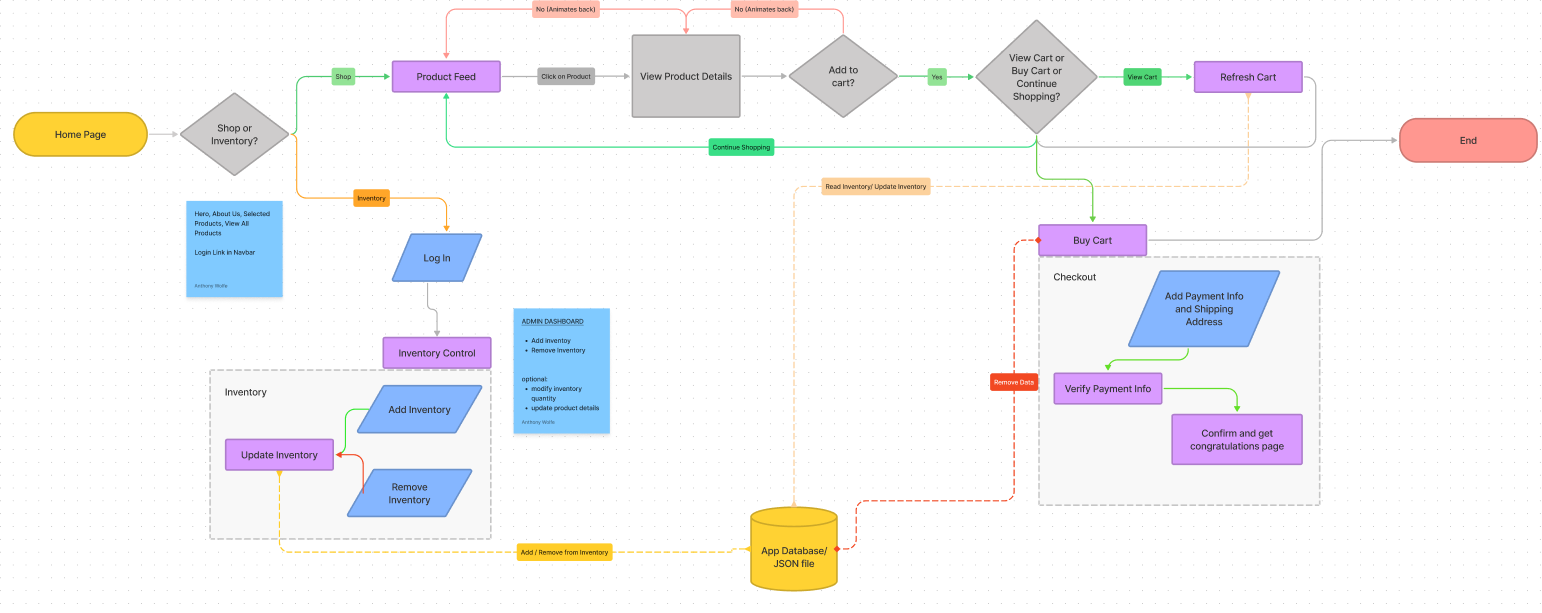 No (Animates back)
No (Animates back)
Shop
Product Feed
Click on Product
View Product Details
Add to
cart?
Yes
View Cart or
Buy Cart or
Continue
Shopping?
View Cart
Refresh Cart
Home Page
Shop or
Inventory?
Continue Shopping
End
Inventory
Read Inventory/ Update Inventory
Hero, About Us, Selected
Products, View All
Products
Login Link in Navbar
Anthony Wolfe
Log In
Buy Cart
Checkout
Add Payment Info
and Shipping
Address
ADMIN DASHBOARD
• Add inventoy
• Remove Inventory
optional:
• modify inventory
quantity
• update product details
Anthony Wolfe
Inventory Control
Inventory
Add Inventory
Update Inventory
Remove
Inventory
Remove Data
Verify Payment Info
Confirm and get
congratulations page
Add / Remove from Inventory
App Database/
JSON file